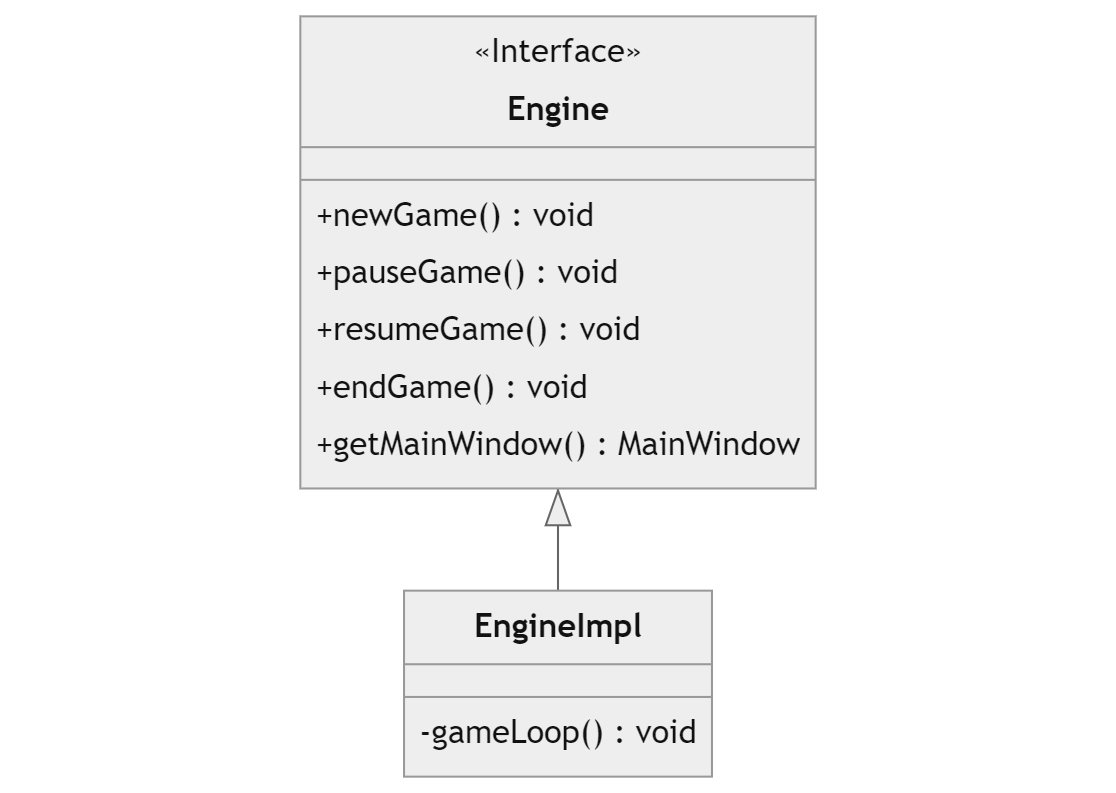 «Interface»
Engine
+newGame() : void
+pauseGame() : void
+resumeGame() : void
+endGame() : void
+getMainWindow() : MainWindow
EngineImpl
-gameLoop() : void